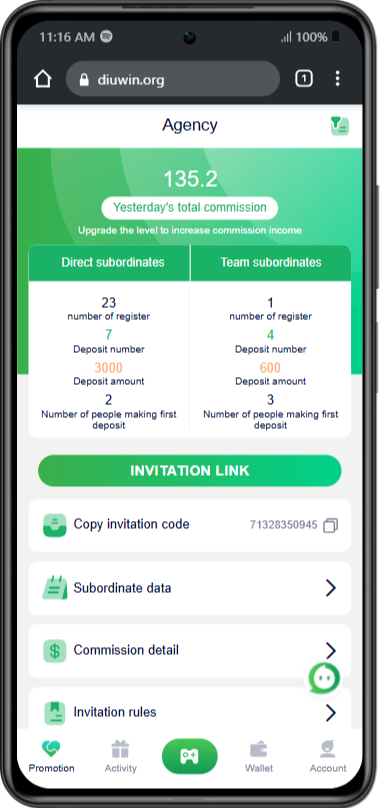 11:16 AM
100%
diuwin.org
1
Agency
135.2
Yesterday's total commission
Upgrade the level to increase commission income
Direct subordinates
Team subordinates
23
number of register
7
Deposit number
3000
Deposit amount
2
Number of people making first
deposit
1
number of register
4
Deposit number
600
Deposit amount
3
Number of people making first
deposit
INVITATION LINK
Copy invitation code
71328350945
Subordinate data
$
Commission detail
Invitation rules
Promotion
Activity
Wallet
Account